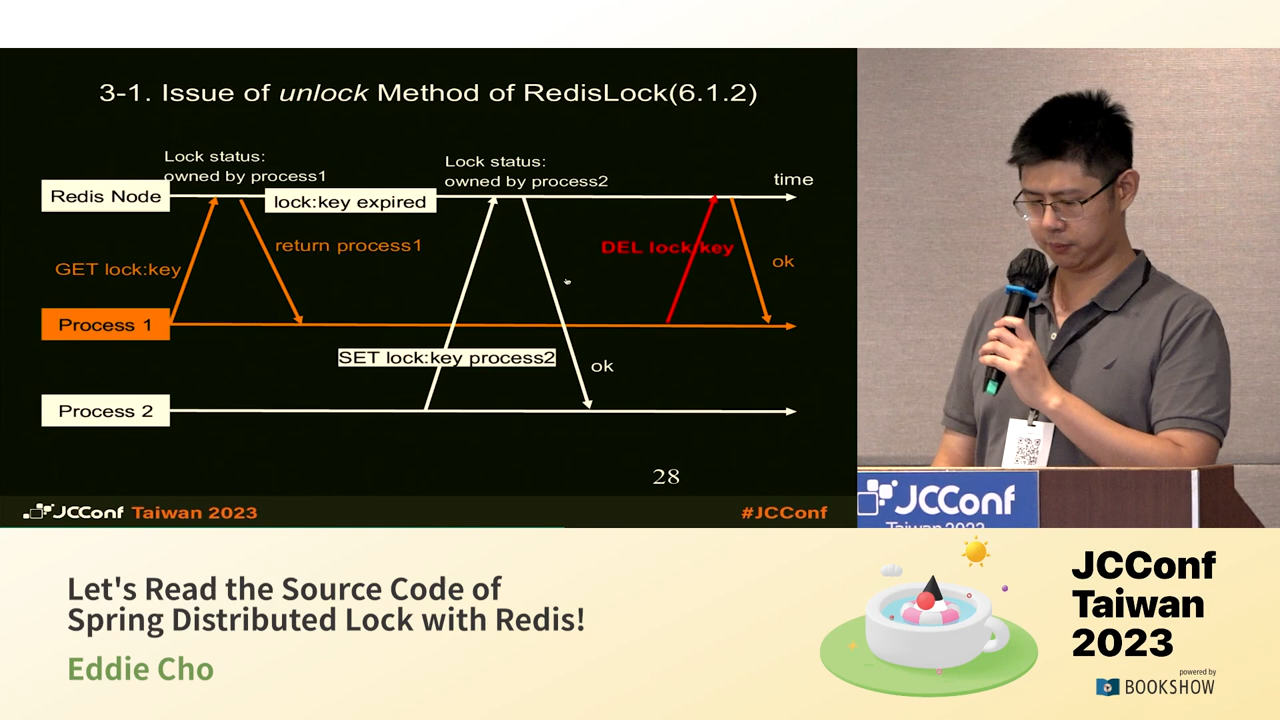 3-1. Issue of unlock Method of RedisLock(6.1.2)
Lock status:
owned by process1
Lock status:
owned by process2
time
Redis Node
lock:key expired
GET lock:key
return process1
DEL lock:key
ok
Process 1
SET lock:key process2
ok
Process 2
28
JCConf Taiwan 2023
#JCConf
JCConf
Taiwan 2023
Let's Read the Source Code of
Spring Distributed Lock with Redis!
Eddie Cho
JCConf
Taiwan
2023
powered by
BOOKSHOW